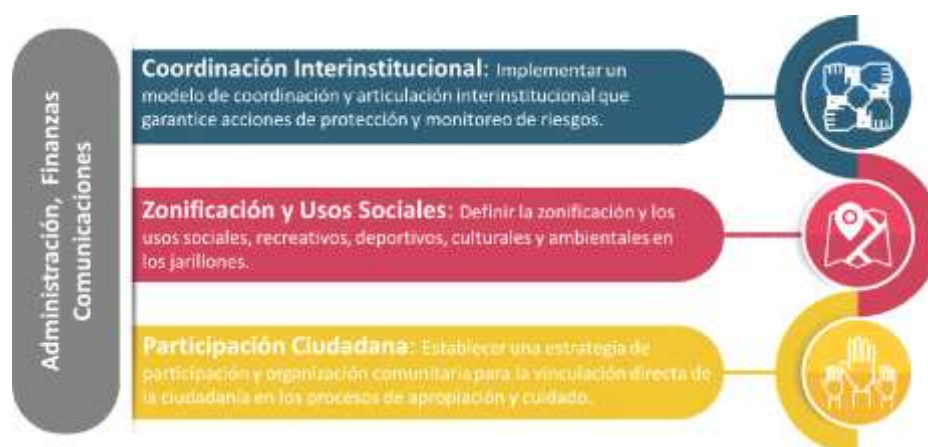 Administración, Finanzas
Comunicaciones
Coordinación Interinstitucional: Implementar un
modelo de coordinación y articulación interinstitucional que
garantice acciones de protección y monitoreo de riesgos.
Zonificación y Usos Sociales: Definir la zonificación y los
usos sociales, recreativos, deportivos, culturales y ambientales en
los jarillones.
Participación Ciudadana: Establecer una estrategia de
participación y organización comunitaria para la vinculación directa de
la ciudadanía en los procesos de apropiación y cuidado.